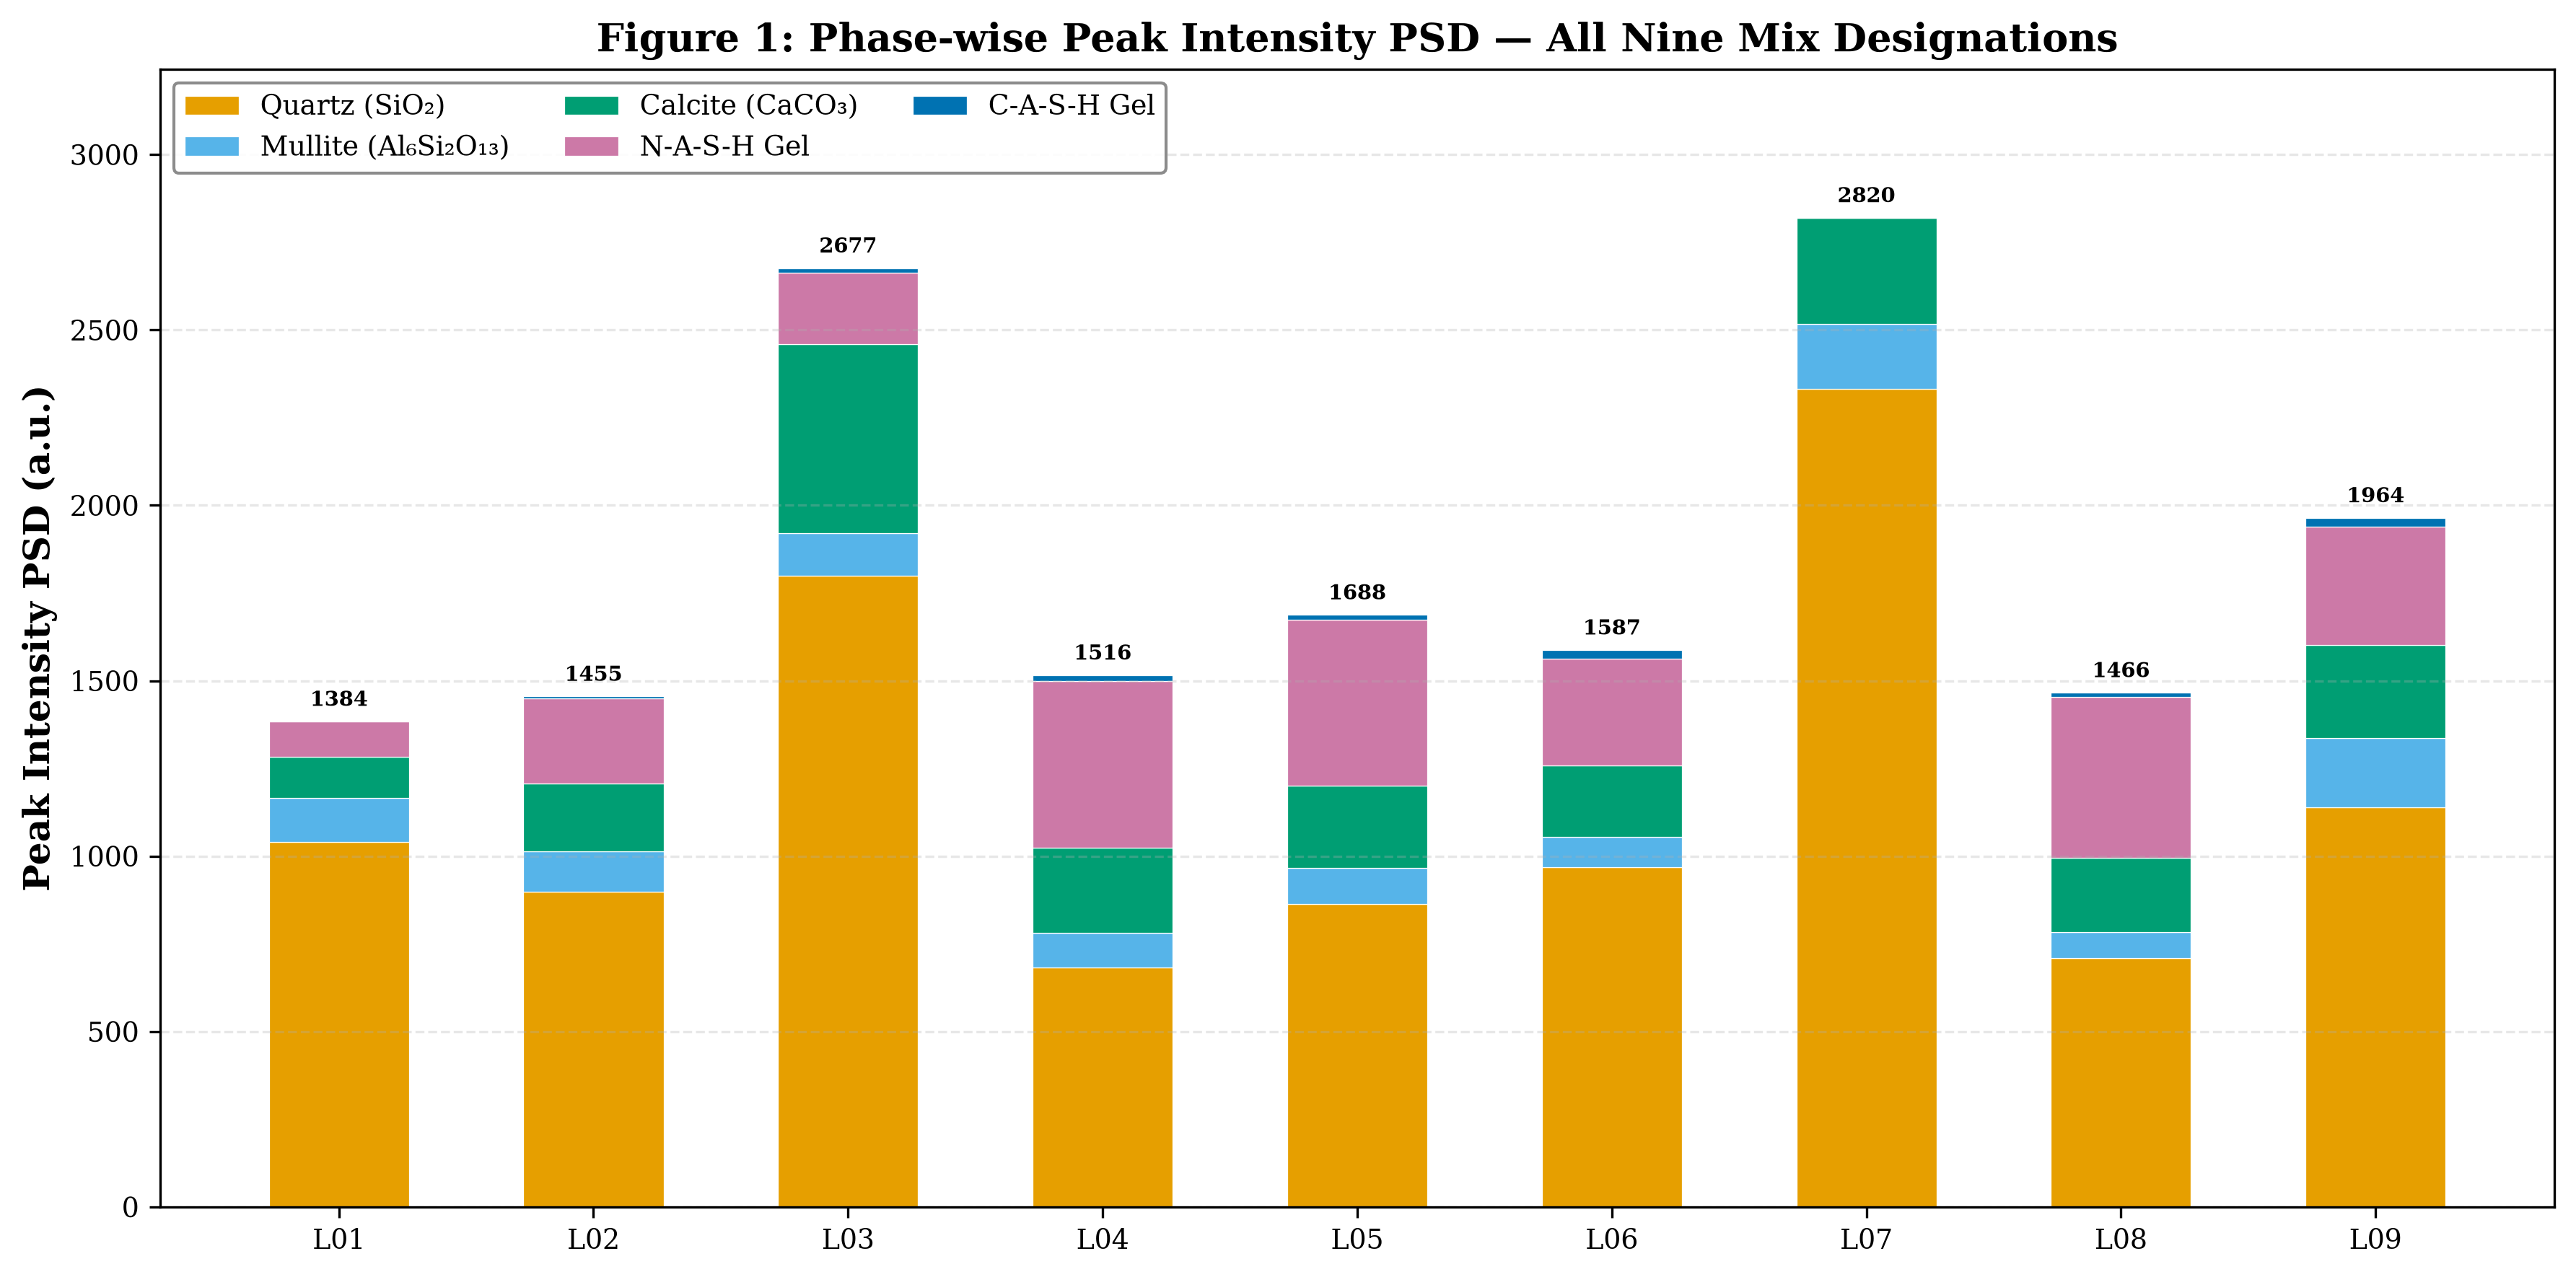 Figure 1: Phase-wise Peak Intensity PSD — All Nine Mix Designations
Quartz (SiO₂)
Mullite (Al₆Si₂O₁₃)
Calcite (CaCO₃)
N-A-S-H Gel
C-A-S-H Gel
Peak Intensity PSD (a.u.)
3000
2500
2000
1500
1000
500
0
1384
1455
2677
1516
1688
1587
2820
1466
1964
L01
L02
L03
L04
L05
L06
L07
L08
L09